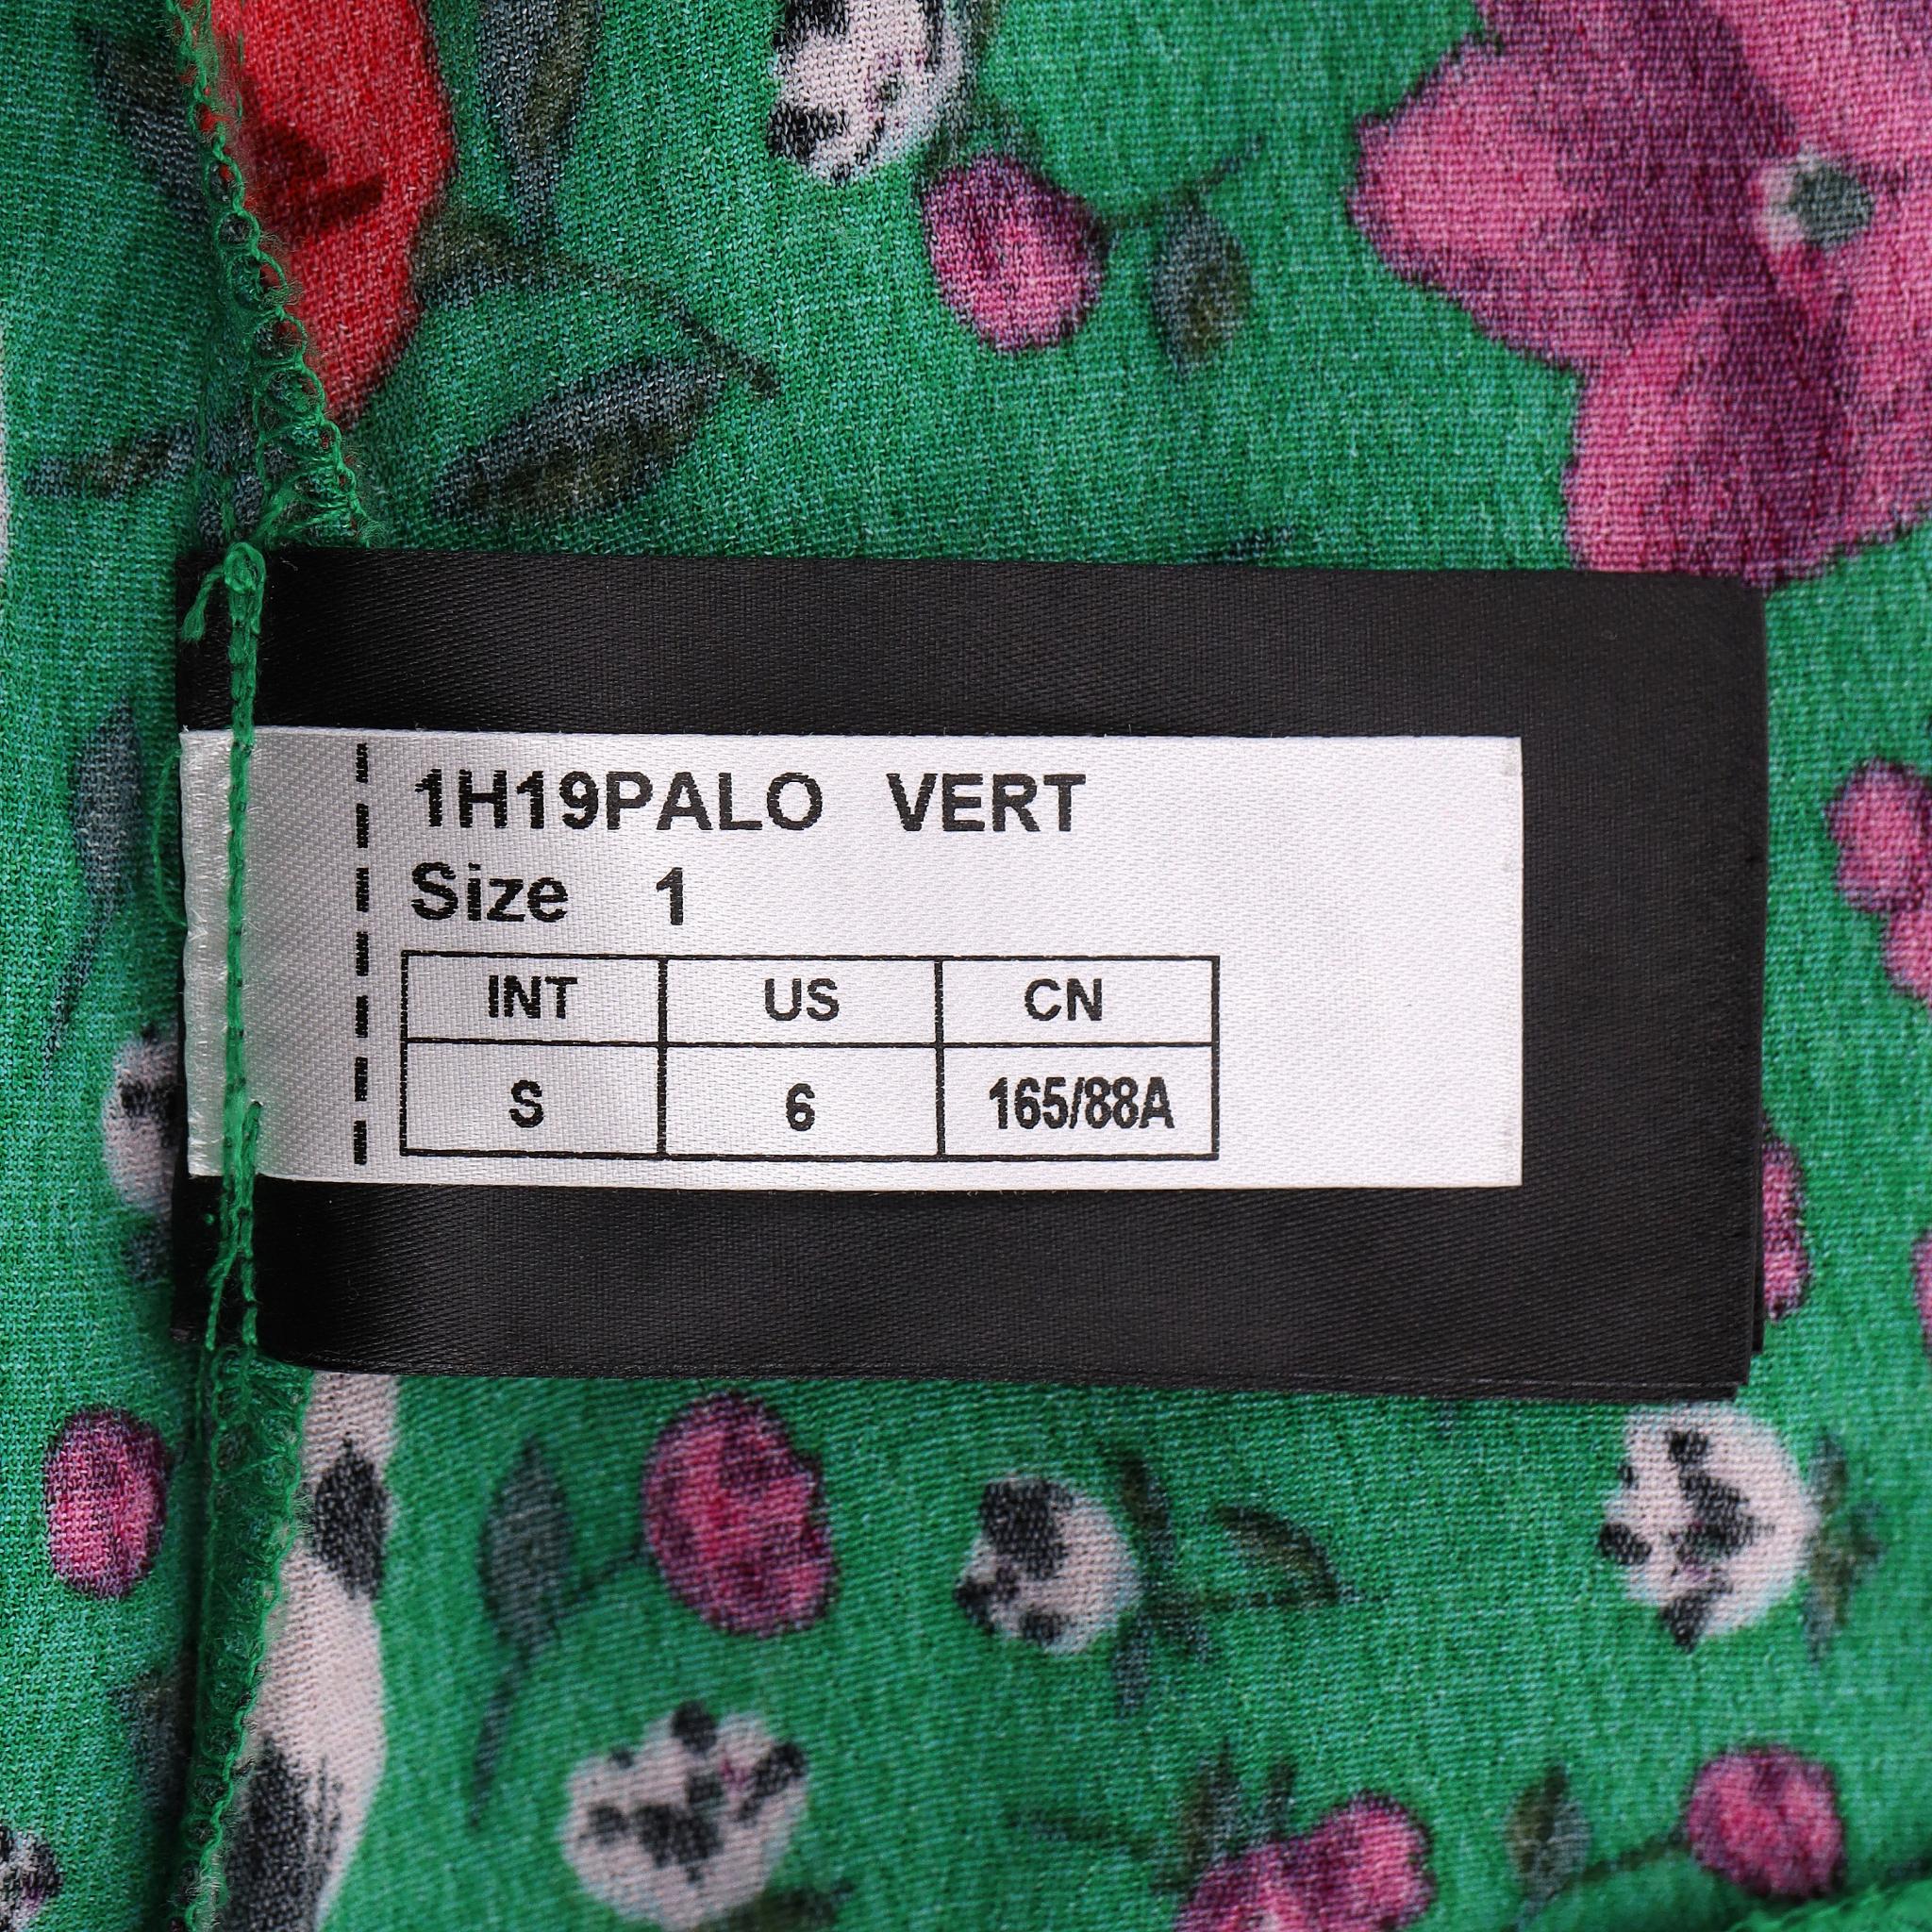 1H19PALO VERT
Size 1
INT US CN
S 6 165/88A